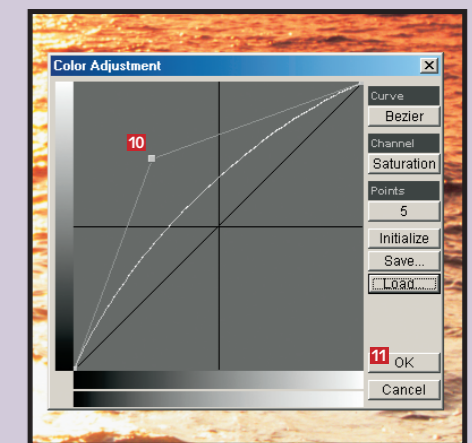 Color Adjustment
10
Curve
Bezier
Channel
Saturation
Points
5
Initialize
Save...
Load...
11 OK
Cancel